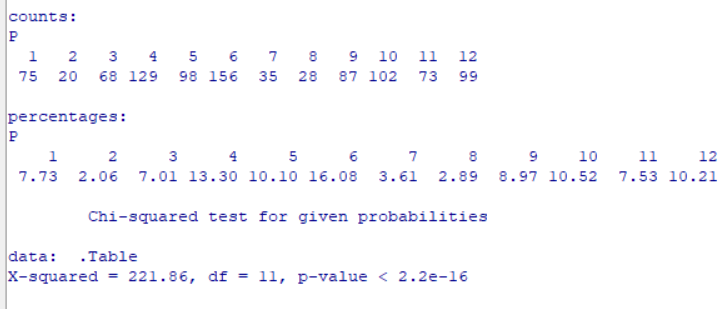 counts:
P
1 2 3 4 5 6 7 8 9 10 11 12
75 20 68 129 98 156 35 28 87 102 73 99
percentages:
P
1 2 3 4 5 6 7 8 9 10 11 12
7.73 2.06 7.01 13.30 10.10 16.08 3.61 2.89 8.97 10.52 7.53 10.21
Chi-squared test for given probabilities
data: .Table
X-squared = 221.86, df = 11, p-value < 2.2e-16